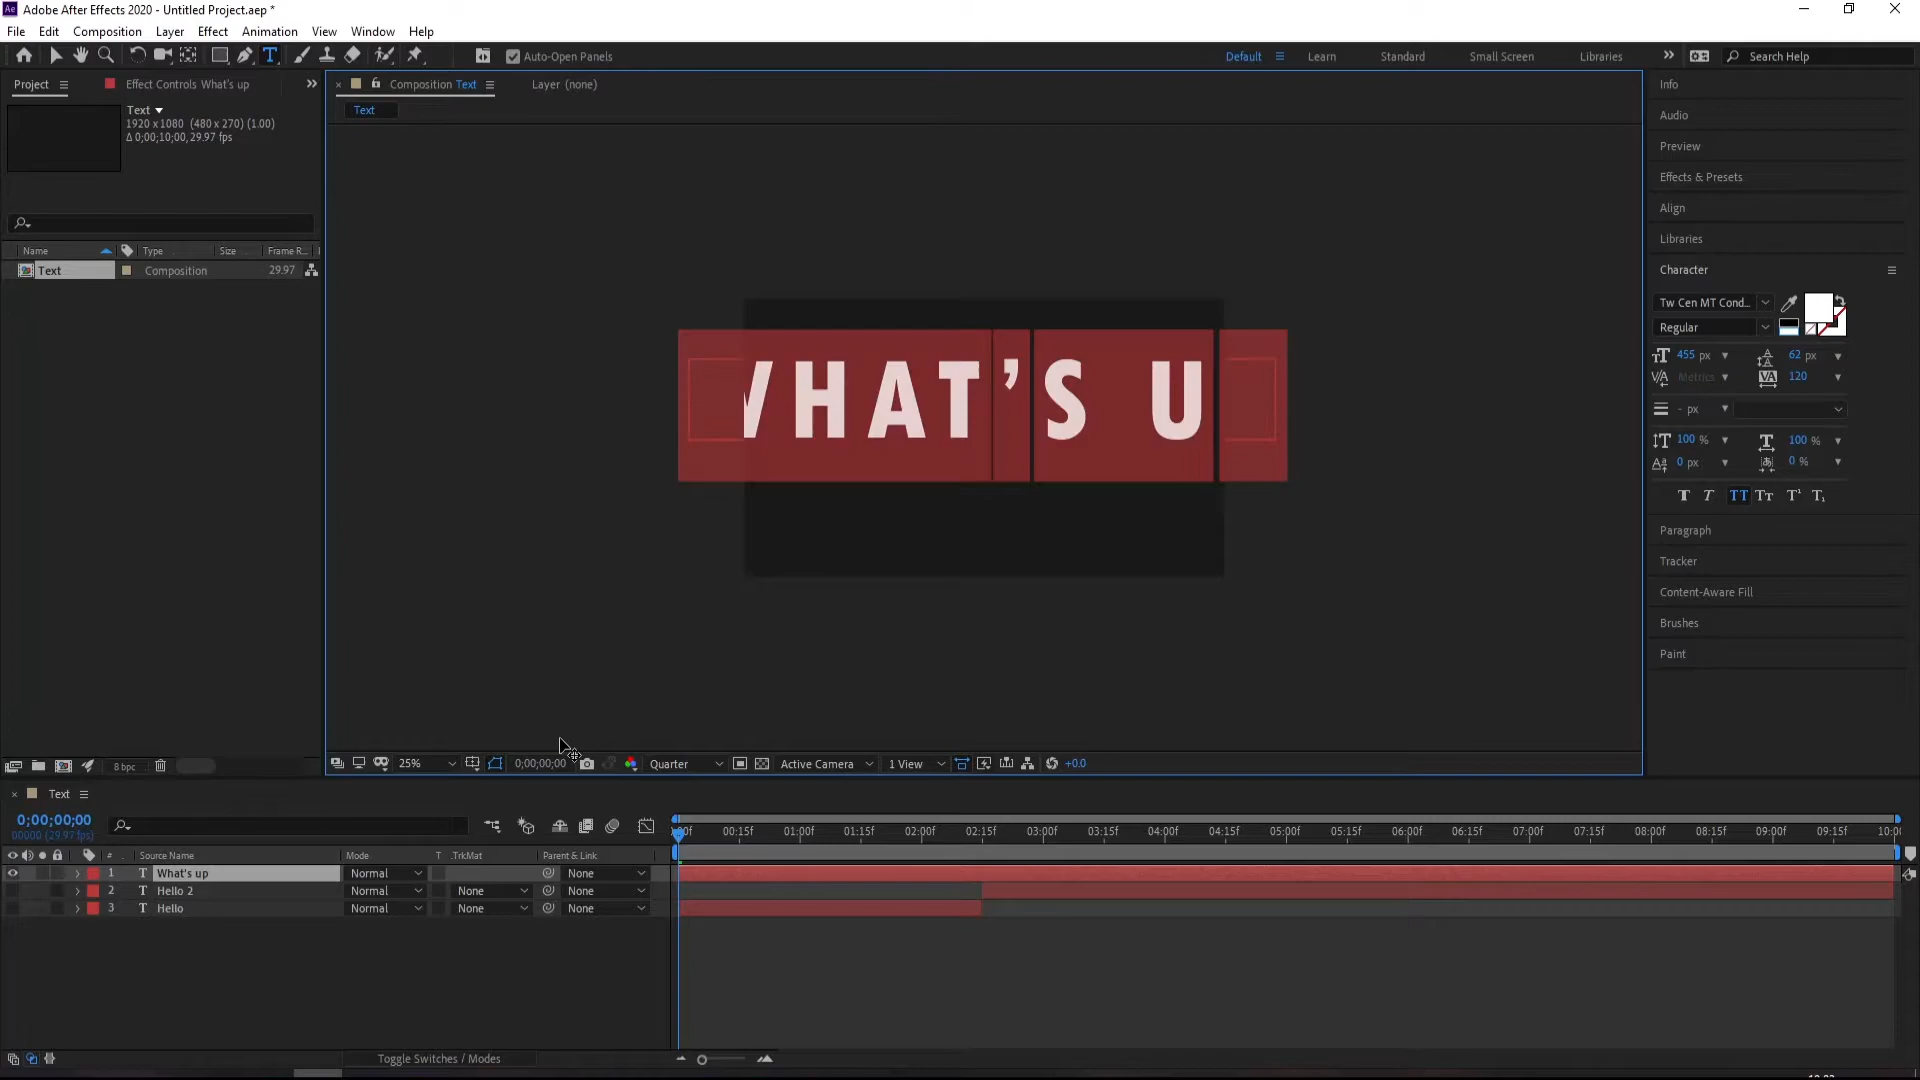 Adobe After Effects 2020 - Untitled Project.aep *
File Edit Composition Layer Effect Animation View Window Help
Auto-Open Panels Default Learn Standard Small Screen Libraries Search Help
Project Effect Controls What's up
Composition Text Layer (none)
Text
Text
1920 x 1080 (480 x 270) (1.00)
Δ 0;00;10;00, 29.97 fps
Name Type Size Frame R...
Text Composition 29.97
WHAT’S U
Info
Audio
Preview
Effects & Presets
Align
Libraries
Character
Tw Cen MT Cond...
Regular
455 px 62 px
Metrics 120
- px
100 % 100 %
0 px 0 %
Paragraph
Tracker
Content-Aware Fill
Brushes
Paint
8 bpc
25% 0;00;00;00 Quarter Active Camera 1 View +0.0
Text
0;00;00;00
00000 (29.97 fps)
00:15f 01:00f 01:15f 02:00f 02:15f 03:00f 03:15f 04:00f 04:15f 05:00f 05:15f 06:00f 06:15f 07:00f 07:15f 08:00f 08:15f 09:00f 09:15f 10:0
# Source Name Mode T .TrkMat Parent & Link
1 T What's up Normal None
2 T Hello 2 Normal None None
3 T Hello Normal None None
Toggle Switches / Modes